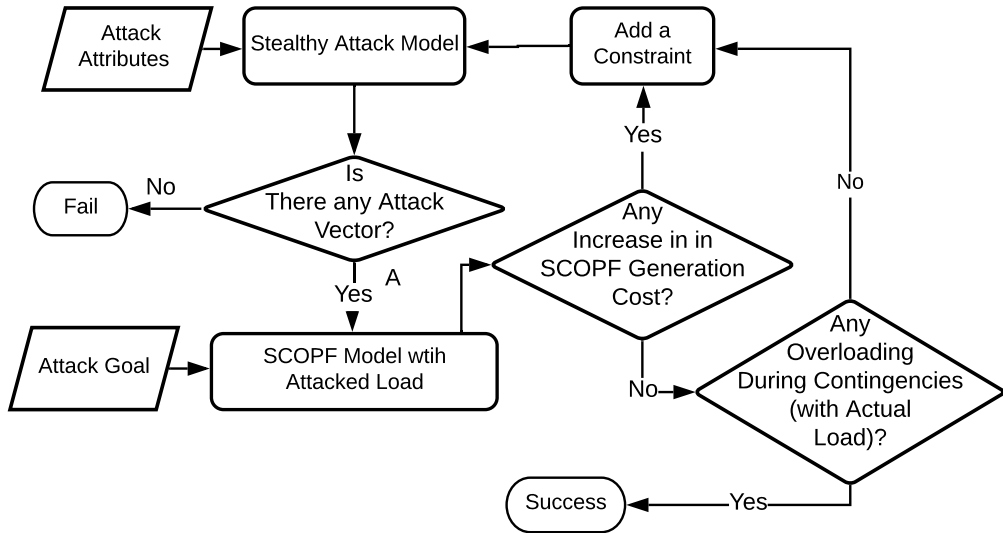 Attack
Attributes
Stealthy Attack Model
Add a
Constraint
Yes
No
Is
There any Attack
Vector?
No
Fail
Any
Increase in in
SCOPF Generation
Cost?
A
Yes
Attack Goal
SCOPF Model wtih
Attacked Load
No
Any
Overloading
During Contingencies
(with Actual
Load)?
Yes
Success